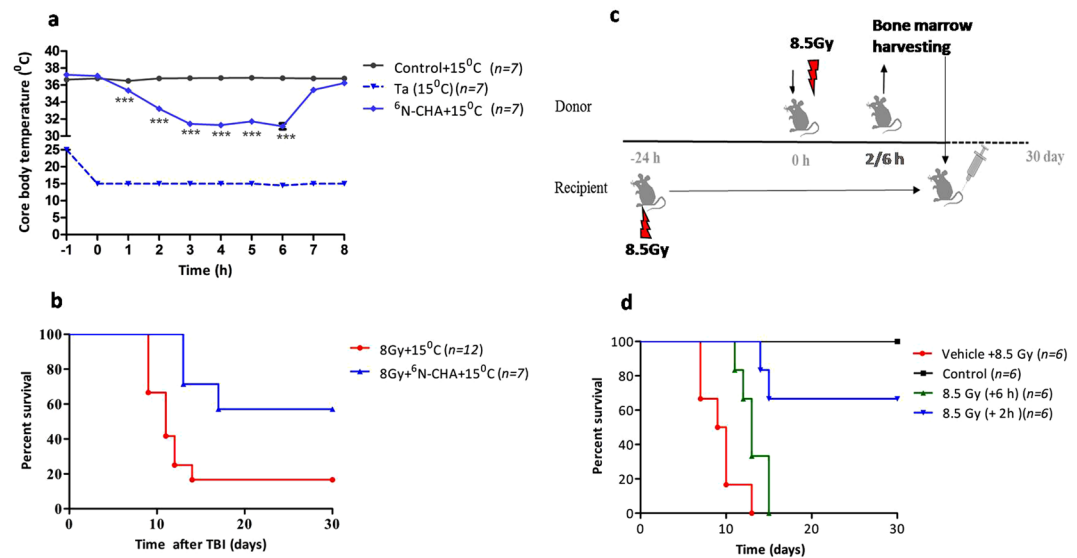 a
Core body temperature (⁰C)
40
38
36
34
32
30
25
20
15
10
5
0
-1 0 1 2 3 4 5 6 7 8
*** *** *** *** *** ***
Time (h)
Control+15⁰C (n=7)
Ta (15⁰C)(n=7)
⁶N-CHA+15⁰C (n=7)
b
Percent survival
100
80
60
40
20
0
0 10 20 30
Time after TBI (days)
8Gy+15⁰C (n=12)
8Gy+⁶N-CHA+15⁰C (n=7)
c
Bone marrow
harvesting
8.5Gy
Donor
-24 h 0 h 2/6 h 30 day
Recipient
8.5Gy
d
Percent survival
100
80
60
40
20
0
0 10 20 30
Time (days)
Vehicle +8.5 Gy (n=6)
Control (n=6)
8.5 Gy (+6 h) (n=6)
8.5 Gy (+ 2h )(n=6)